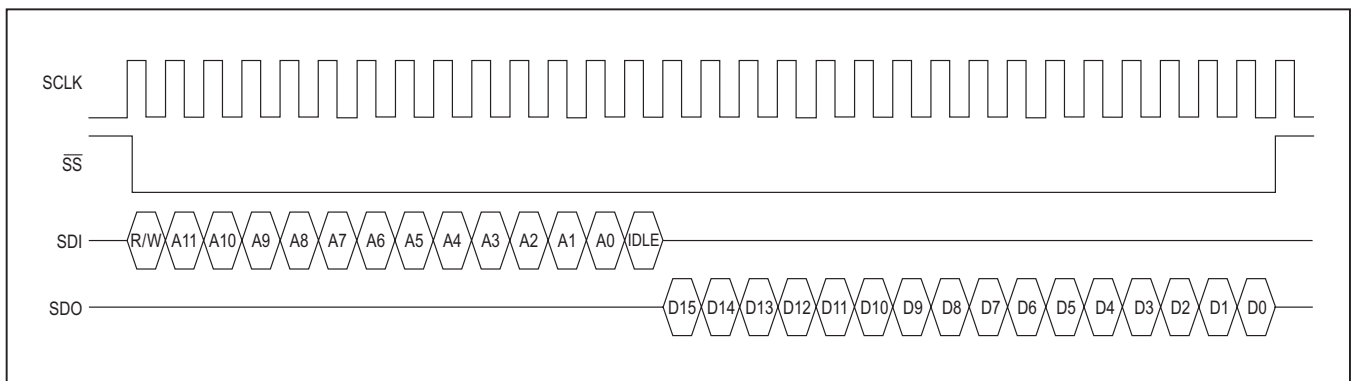 SCLK
SS
SDI R/W A11 A10 A9 A8 A7 A6 A5 A4 A3 A2 A1 A0 IDLE
SDO D15 D14 D13 D12 D11 D10 D9 D8 D7 D6 D5 D4 D3 D2 D1 D0